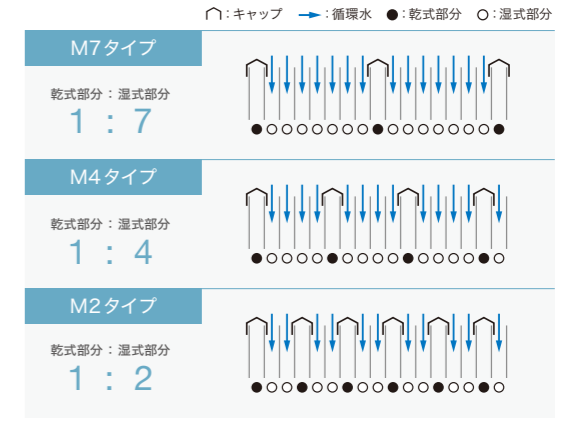 :キャップ :循環水 ●:乾式部分 ○:湿式部分
M7タイプ
乾式部分:湿式部分
1 : 7
M4タイプ
乾式部分:湿式部分
1 : 4
M2タイプ
乾式部分:湿式部分
1 : 2